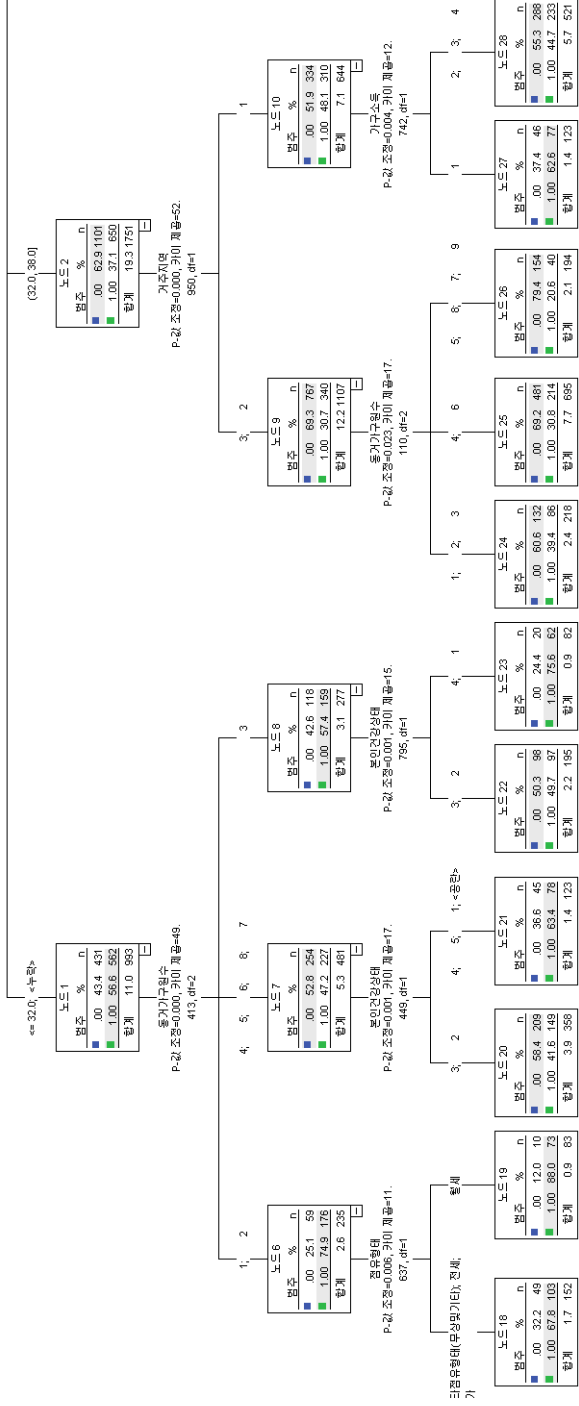 <= 32.0; <누락>
(32.0, 38.0]
노드 1
범주 % n
.00 43.4 431
1.00 56.6 562
합계 11.0 993
동거가구원수
P-값 조정=0.000, 카이 제곱=49.
413, df=2
노드 2
범주 % n
.00 62.9 1101
1.00 37.1 650
합계 19.3 1751
거주지역
P-값 조정=0.000, 카이 제곱=52.
950, df=1
1; 2
4; 5; 6; 8; 7
3
3; 2
1
노드 6
범주 % n
.00 25.1 59
1.00 74.9 176
합계 2.6 235
점유형태
P-값 조정=0.006, 카이 제곱=11.
637, df=1
노드 7
범주 % n
.00 52.8 254
1.00 47.2 227
합계 5.3 481
본인건강상태
P-값 조정=0.001, 카이 제곱=17.
449, df=1
노드 8
범주 % n
.00 42.6 118
1.00 57.4 159
합계 3.1 277
본인건강상태
P-값 조정=0.001, 카이 제곱=15.
795, df=1
노드 9
범주 % n
.00 69.3 767
1.00 30.7 340
합계 12.2 1107
동거가구원수
P-값 조정=0.023, 카이 제곱=17.
110, df=2
노드 10
범주 % n
.00 51.9 334
1.00 48.1 310
합계 7.1 644
가구소득
P-값 조정=0.004, 카이 제곱=12.
742, df=1
타점유형태(무상및기타); 전세;
가
월세
3; 2
4; 5; 1; <공란>
3; 2
4; 1
1; 2; 3
4; 6
5; 8; 7; 9
1
2; 3; 4
노드 18
범주 % n
.00 32.2 49
1.00 67.8 103
합계 1.7 152
노드 19
범주 % n
.00 12.0 10
1.00 88.0 73
합계 0.9 83
노드 20
범주 % n
.00 58.4 209
1.00 41.6 149
합계 3.9 358
노드 21
범주 % n
.00 36.6 45
1.00 63.4 78
합계 1.4 123
노드 22
범주 % n
.00 50.3 98
1.00 49.7 97
합계 2.2 195
노드 23
범주 % n
.00 24.4 20
1.00 75.6 62
합계 0.9 82
노드 24
범주 % n
.00 60.6 132
1.00 39.4 86
합계 2.4 218
노드 25
범주 % n
.00 69.2 481
1.00 30.8 214
합계 7.7 695
노드 26
범주 % n
.00 79.4 154
1.00 20.6 40
합계 2.1 194
노드 27
범주 % n
.00 37.4 46
1.00 62.6 77
합계 1.4 123
노드 28
범주 % n
.00 55.3 288
1.00 44.7 233
합계 5.7 521